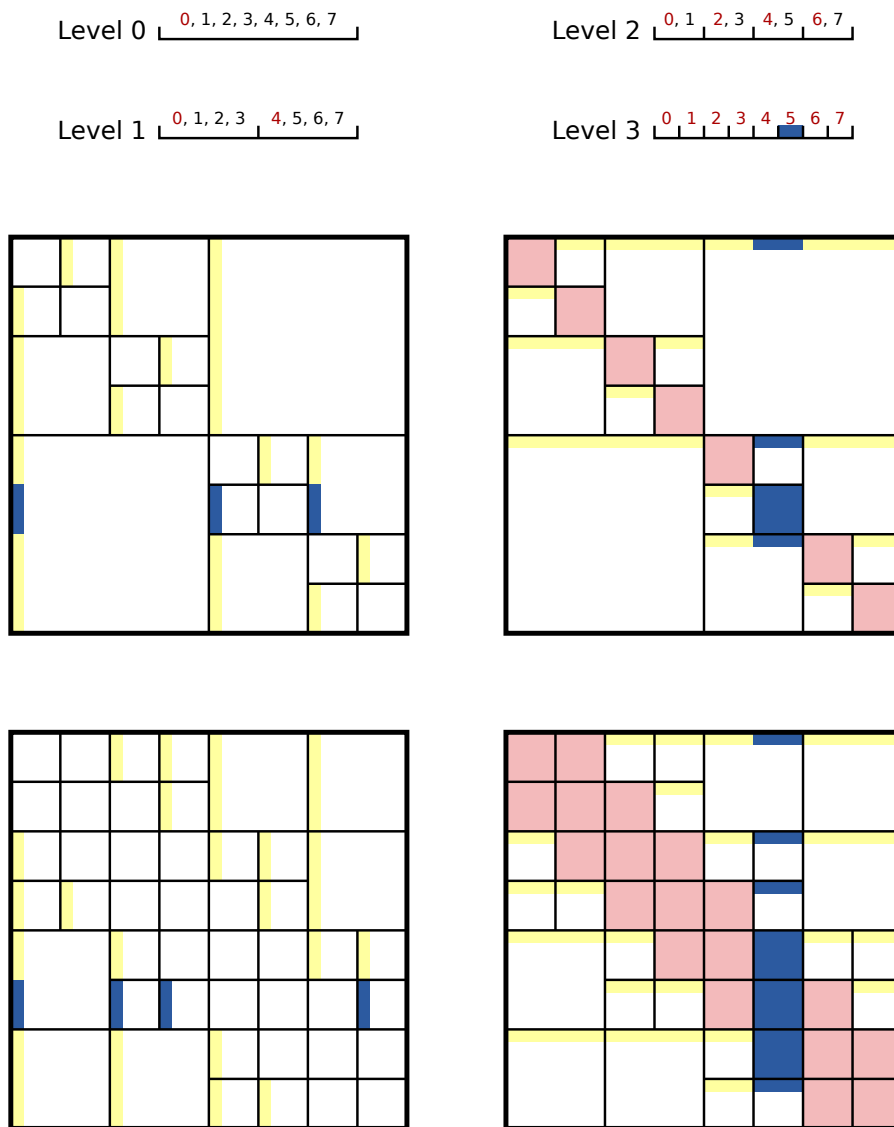 Level 0 0, 1, 2, 3, 4, 5, 6, 7
Level 2 0, 1 2, 3 4, 5 6, 7
Level 1 0, 1, 2, 3 4, 5, 6, 7
Level 3 0 1 2 3 4 5 6 7